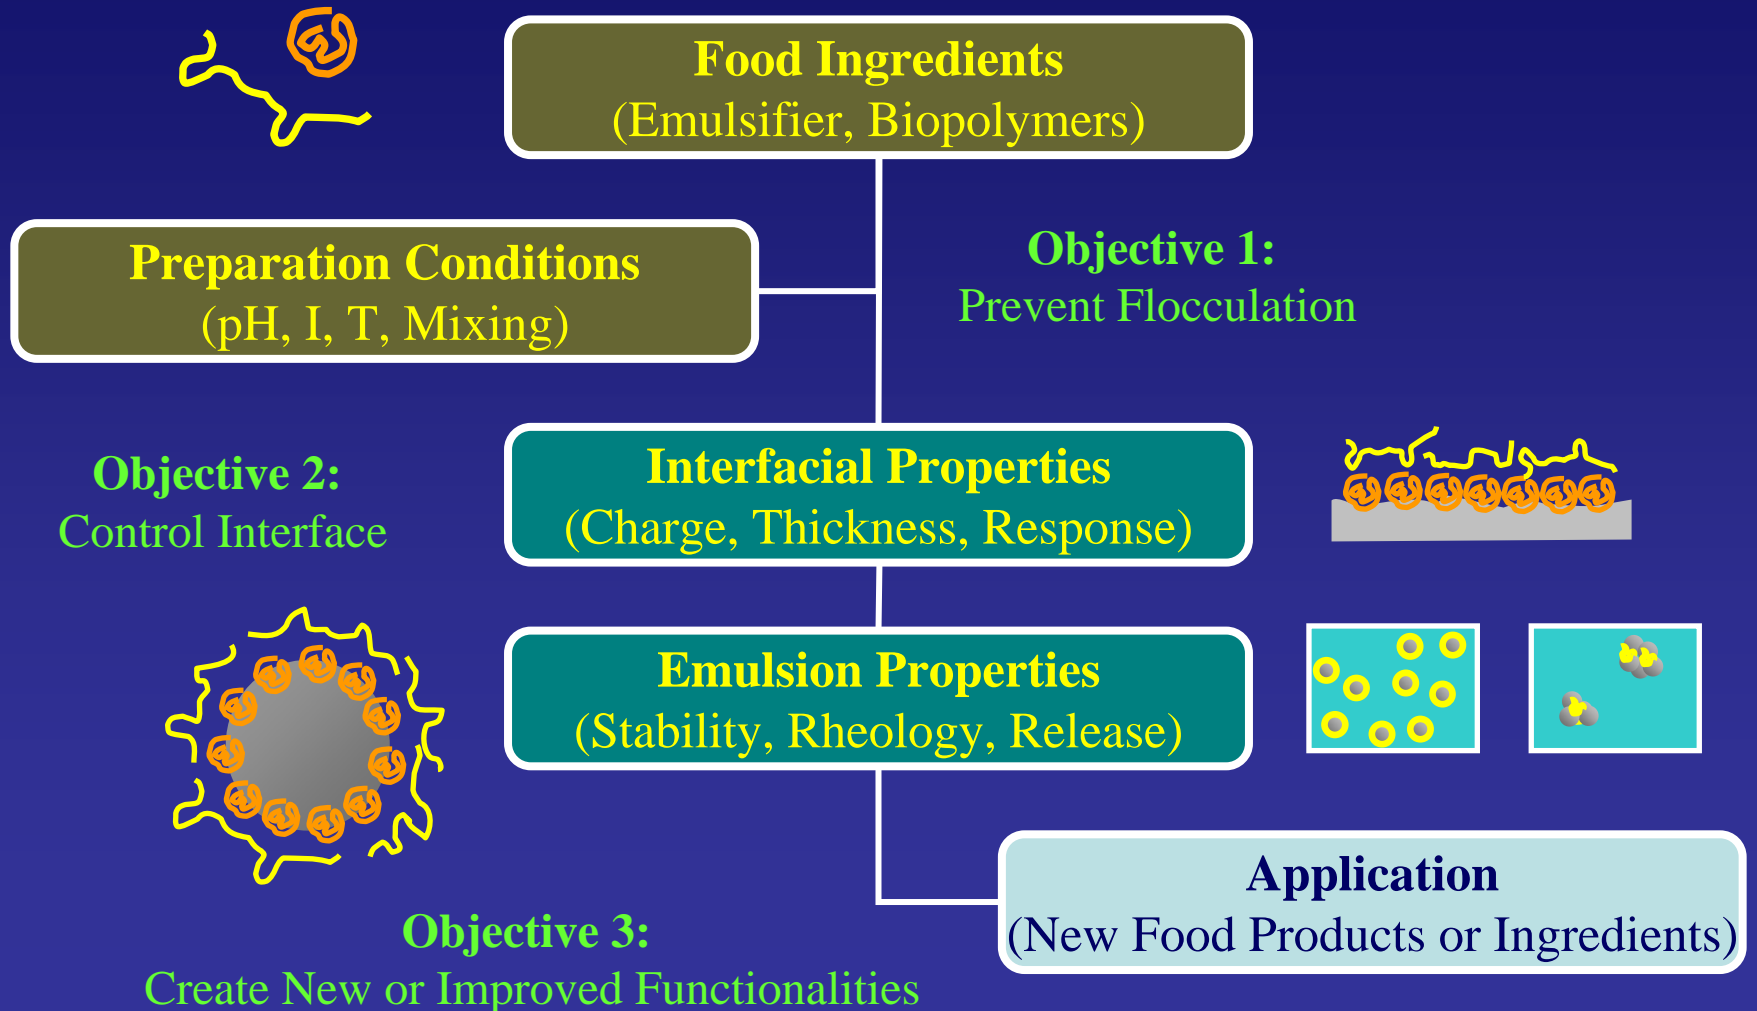 Food Ingredients
(Emulsifier, Biopolymers)
Preparation Conditions
(pH, I, T, Mixing)
Objective 1:
Prevent Flocculation
Objective 2:
Control Interface
Interfacial Properties
(Charge, Thickness, Response)
Emulsion Properties
(Stability, Rheology, Release)
Application
(New Food Products or Ingredients)
Objective 3:
Create New or Improved Functionalities